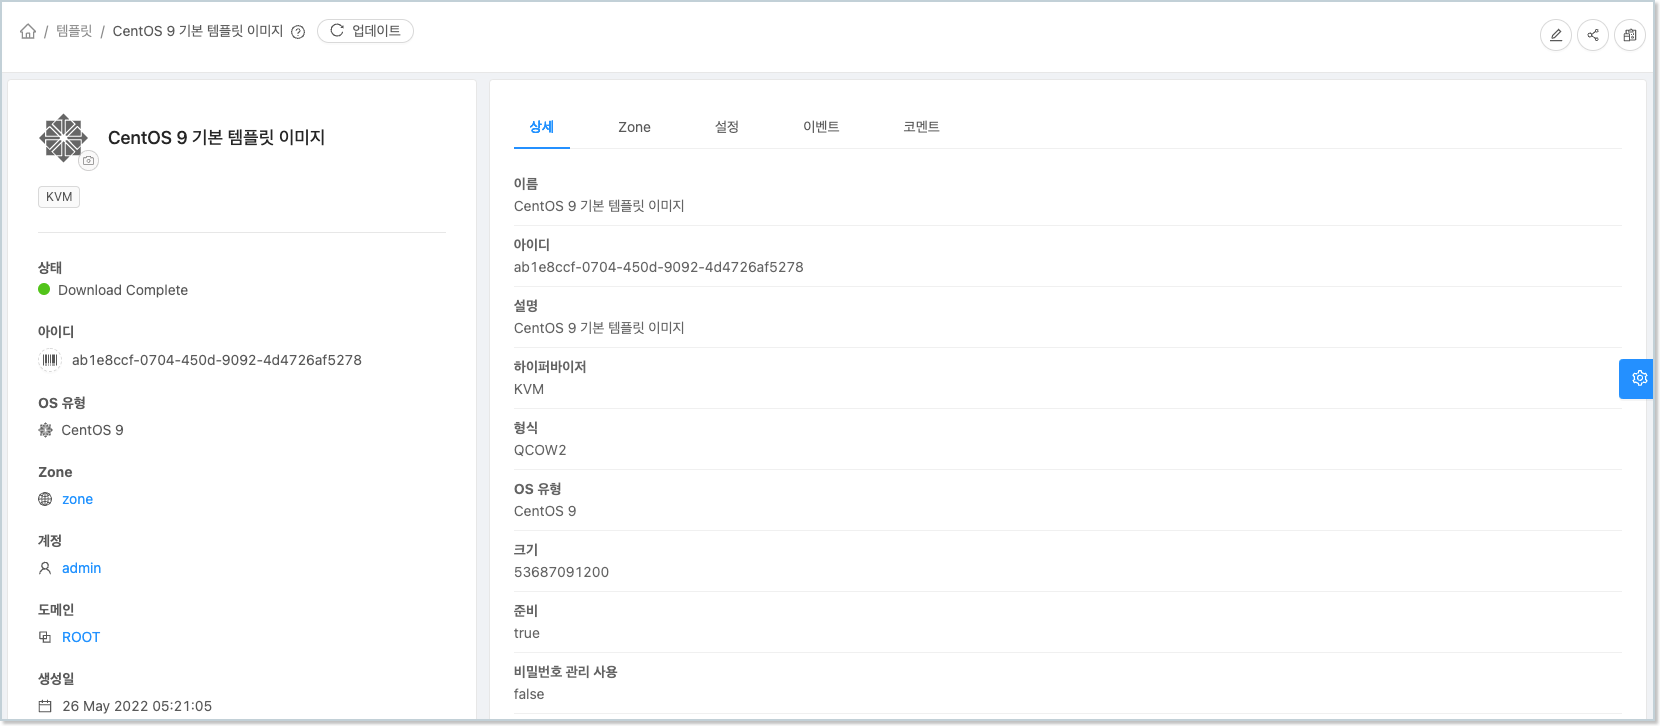 / 템플릿 / CentOS 9 기본 템플릿 이미지 업데이트
CentOS 9 기본 템플릿 이미지
KVM
상태
Download Complete
아이디
ab1e8ccf-0704-450d-9092-4d4726af5278
OS 유형
CentOS 9
Zone
zone
계정
admin
도메인
ROOT
생성일
26 May 2022 05:21:05
상세 Zone 설정 이벤트 코멘트
이름
CentOS 9 기본 템플릿 이미지
아이디
ab1e8ccf-0704-450d-9092-4d4726af5278
설명
CentOS 9 기본 템플릿 이미지
하이퍼바이저
KVM
형식
QCOW2
OS 유형
CentOS 9
크기
53687091200
준비
true
비밀번호 관리 사용
false